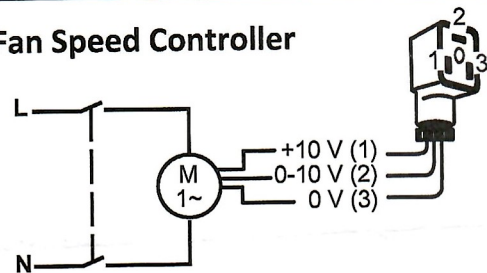 Fan Speed Controller
2
1 0 3
L
+10 V (1)
M
1~
0-10 V (2)
0 V (3)
N